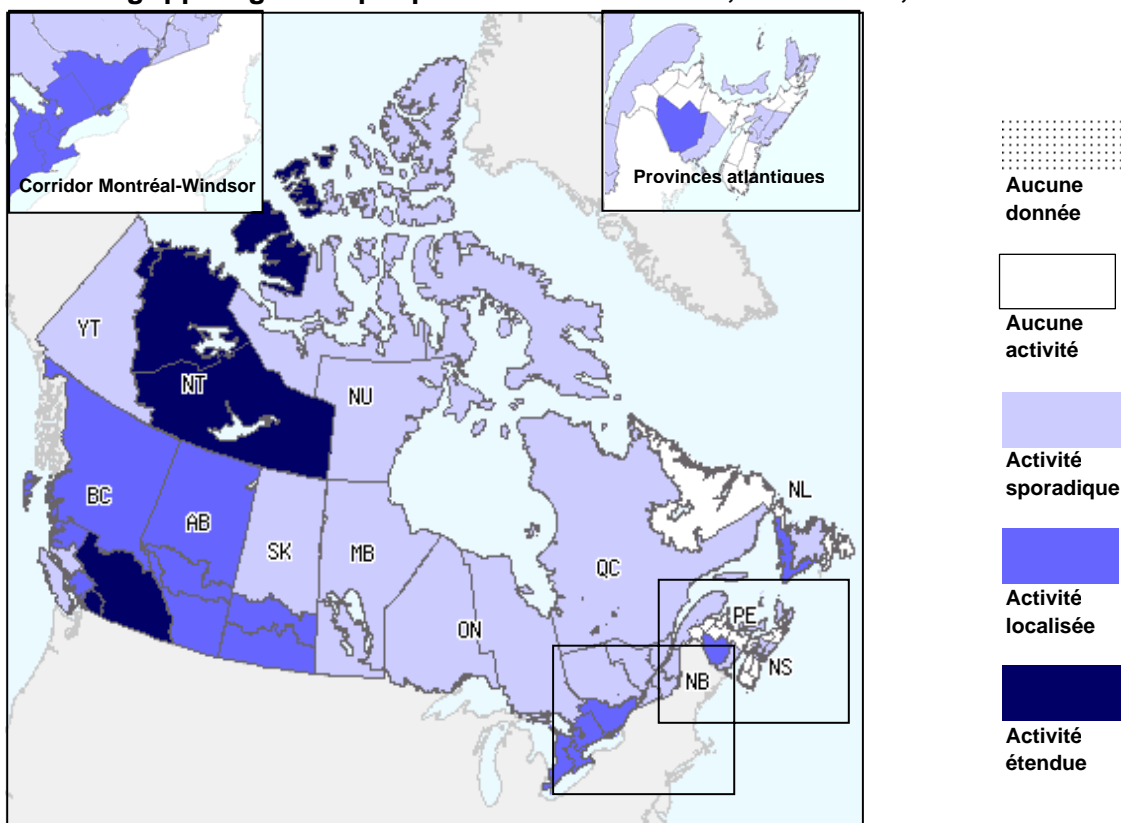 Corridor Montréal-Windsor
Provinces atlantiques
YT
NT
NU
BC
AB
SK
MB
ON
QC
NL
PE
NB
NS
Aucune
donnée
Aucune
activité
Activité
sporadique
Activité
localisée
Activité
étendue